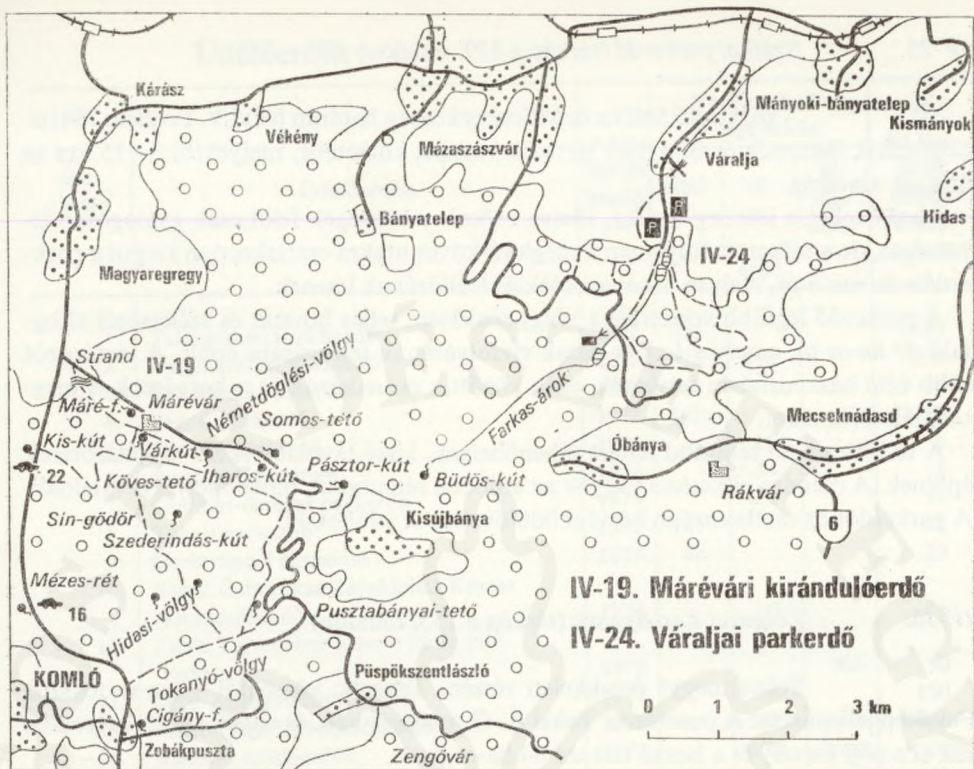 Kárász
Vékény
Mázaszászvár
Mányoki-bányatelep
Kismányok
Váralja
Hidas
Bányatelep
P
IV-24
Magyaregregy
Strand
IV-19
Németdöglési-völgy
Máré-f.
Márévár
Somos-tető
Farkas-árok
Mecseknádasd
Kis-kút
Várkút
Óbánya
22
Köves-tető
Iharos-kút
Pásztor-kút
Büdös-kút
Rákvár
Sin-gödör
Kisújbánya
Szederindás-kút
6
Mézes-rét
16
Hidasi-völgy
Pusztabányai-tető
IV-19. Márévári kirándulóerdő
IV-24. Váraljai parkerdő
KOMLÓ
Tokanyó-völgy
Püspökszentlászló
Cigány-f.
Zobákpuszta
Zengővár
0 1 2 3 km